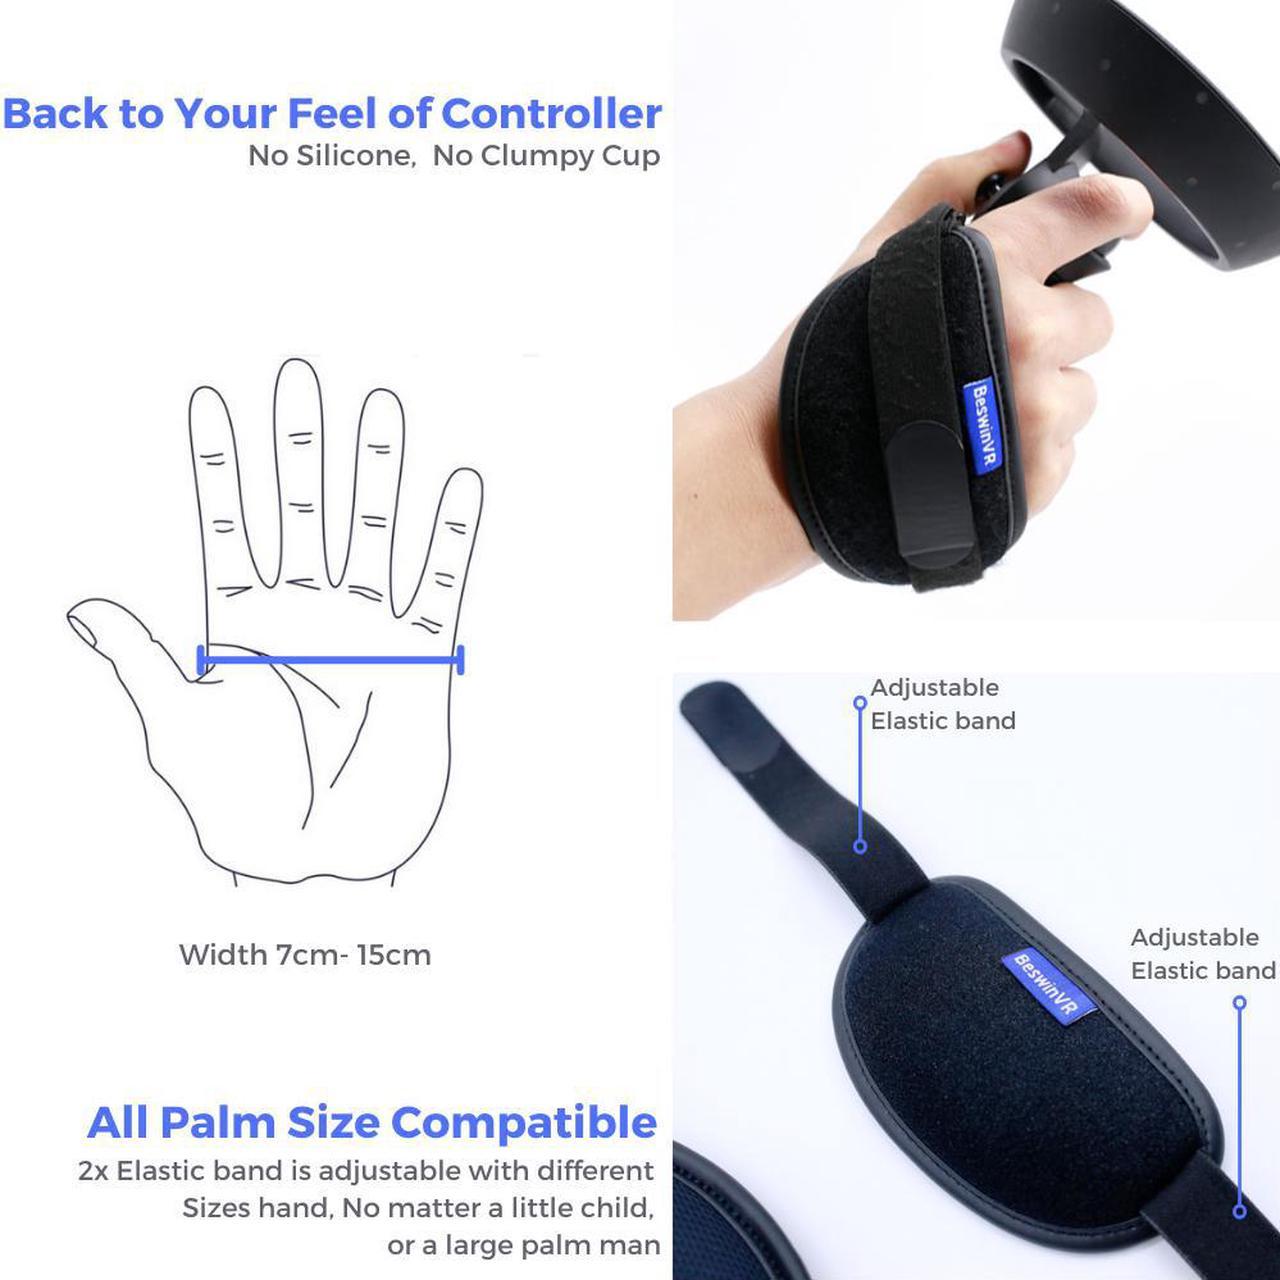 Back to Your Feel of Controller
No Silicone, No Clumpy Cup
BeswinVR
Width 7cm- 15cm
All Palm Size Compatible
2x Elastic band is adjustable with different
Sizes hand, No matter a little child,
or a large palm man
Adjustable
Elastic band
Adjustable
Elastic band
BeswinVR